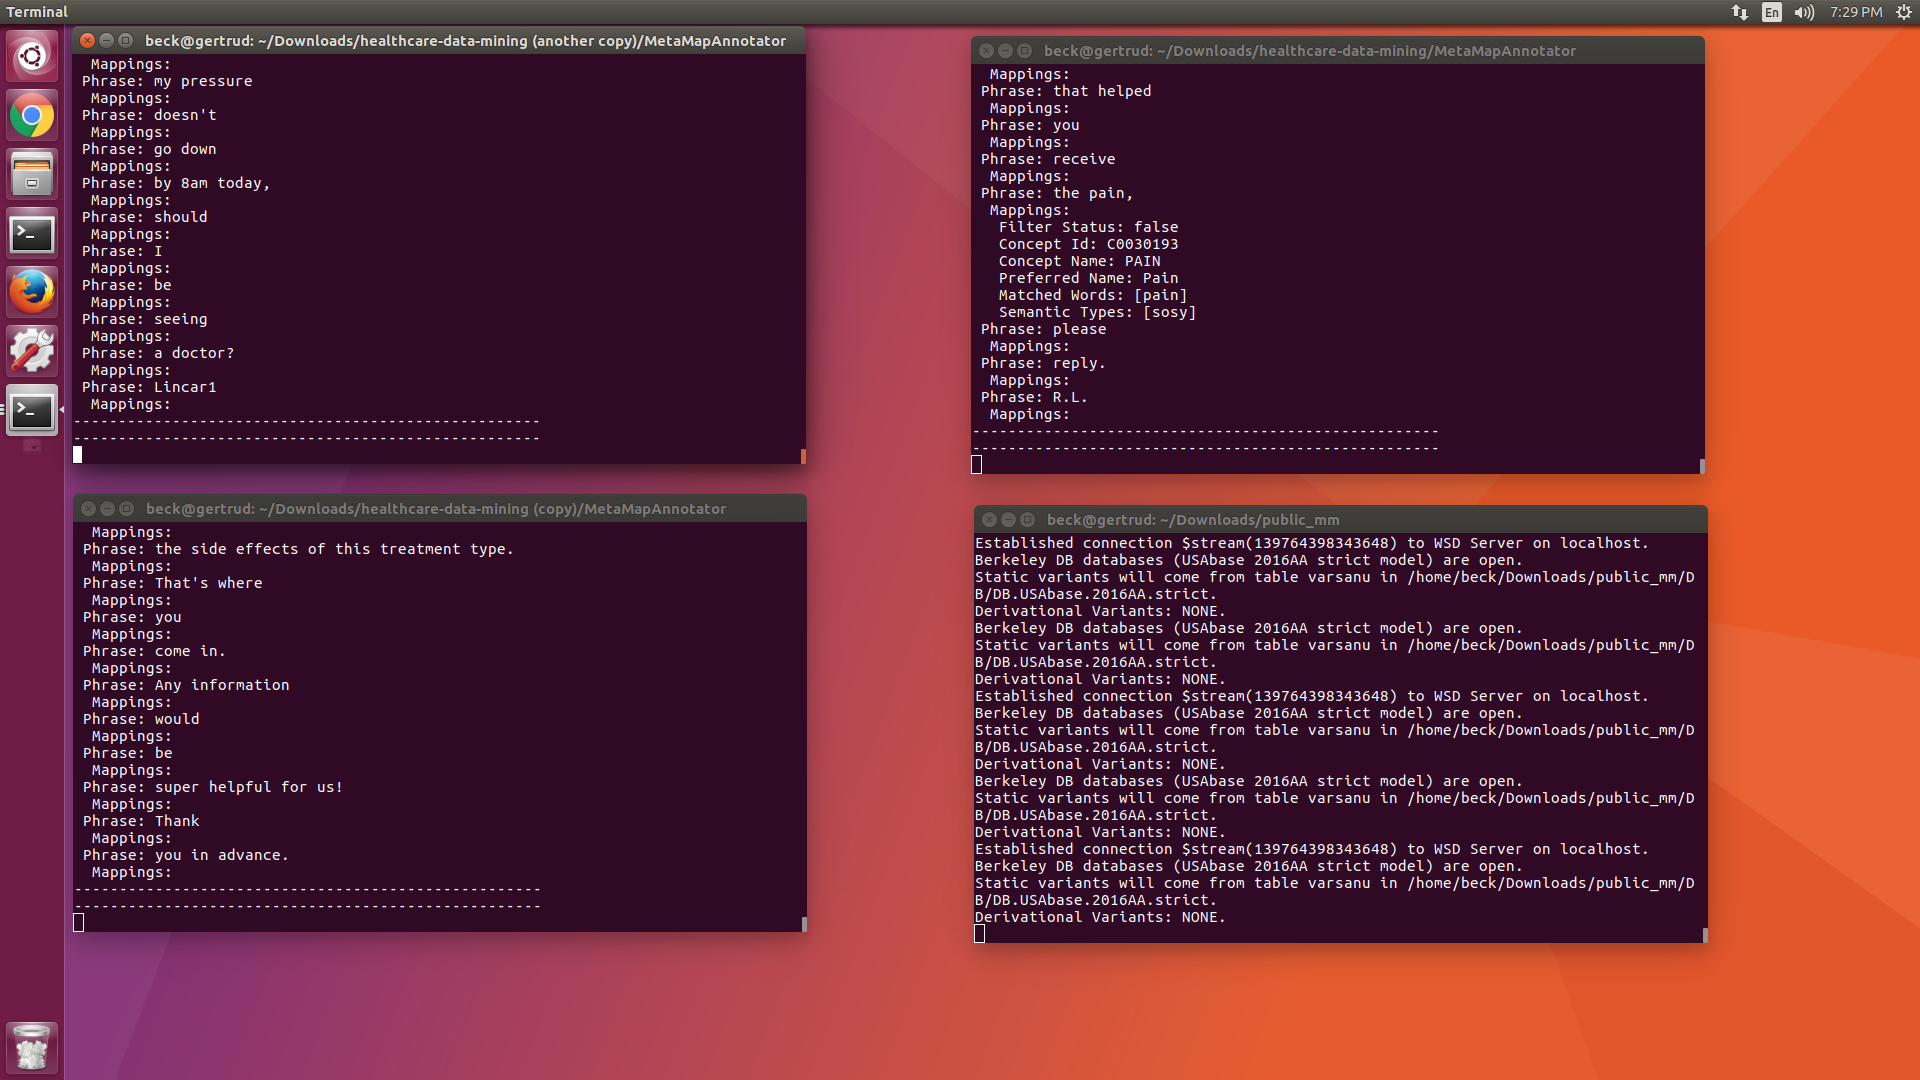 Terminal
En
7:29 PM
beck@gertrud: ~/Downloads/healthcare-data-mining (another copy)/MetaMapAnnotator
Mappings:
Phrase: my pressure
Mappings:
Phrase: doesn't
Mappings:
Phrase: go down
Mappings:
Phrase: by 8am today,
Mappings:
Phrase: should
Mappings:
Phrase: I
Mappings:
Phrase: be
Mappings:
Phrase: seeing
Mappings:
Phrase: a doctor?
Mappings:
Phrase: Lincar1
Mappings:
----------------------------------------------------
----------------------------------------------------
beck@gertrud: ~/Downloads/healthcare-data-mining/MetaMapAnnotator
Mappings:
Phrase: that helped
Mappings:
Phrase: you
Mappings:
Phrase: receive
Mappings:
Phrase: the pain,
Mappings:
Filter Status: false
Concept Id: C0030193
Concept Name: PAIN
Preferred Name: Pain
Matched Words: [pain]
Semantic Types: [sosy]
Phrase: please
Mappings:
Phrase: reply.
Mappings:
Phrase: R.L.
Mappings:
----------------------------------------------------
----------------------------------------------------
beck@gertrud: ~/Downloads/healthcare-data-mining (copy)/MetaMapAnnotator
Mappings:
Phrase: the side effects of this treatment type.
Mappings:
Phrase: That's where
Mappings:
Phrase: you
Mappings:
Phrase: come in.
Mappings:
Phrase: Any information
Mappings:
Phrase: would
Mappings:
Phrase: be
Mappings:
Phrase: super helpful for us!
Mappings:
Phrase: Thank
Mappings:
Phrase: you in advance.
Mappings:
----------------------------------------------------
----------------------------------------------------
beck@gertrud: ~/Downloads/public_mm
Established connection $stream(139764398343648) to WSD Server on localhost.
Berkeley DB databases (USAbase 2016AA strict model) are open.
Static variants will come from table varsanu in /home/beck/Downloads/public_mm/D
B/DB.USAbase.2016AA.strict.
Derivational Variants: NONE.
Berkeley DB databases (USAbase 2016AA strict model) are open.
Static variants will come from table varsanu in /home/beck/Downloads/public_mm/D
B/DB.USAbase.2016AA.strict.
Derivational Variants: NONE.
Established connection $stream(139764398343648) to WSD Server on localhost.
Berkeley DB databases (USAbase 2016AA strict model) are open.
Static variants will come from table varsanu in /home/beck/Downloads/public_mm/D
B/DB.USAbase.2016AA.strict.
Derivational Variants: NONE.
Berkeley DB databases (USAbase 2016AA strict model) are open.
Static variants will come from table varsanu in /home/beck/Downloads/public_mm/D
B/DB.USAbase.2016AA.strict.
Derivational Variants: NONE.
Established connection $stream(139764398343648) to WSD Server on localhost.
Berkeley DB databases (USAbase 2016AA strict model) are open.
Static variants will come from table varsanu in /home/beck/Downloads/public_mm/D
B/DB.USAbase.2016AA.strict.
Derivational Variants: NONE.